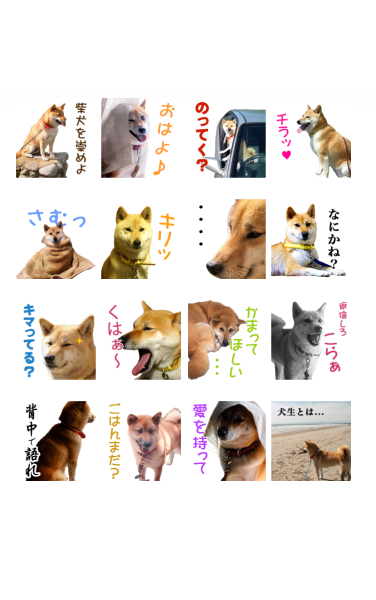 柴犬を崇めよ
おはよ♪
のってく?
チラッ♥
さむっ
キリッ
・・・・
なにかね?
キマってる?
くはぁ〜
かまって
ほしい
・・・
返信しろ
こらぁ
背中で語れ
ごはんまだ?
愛を持って
犬生とは...